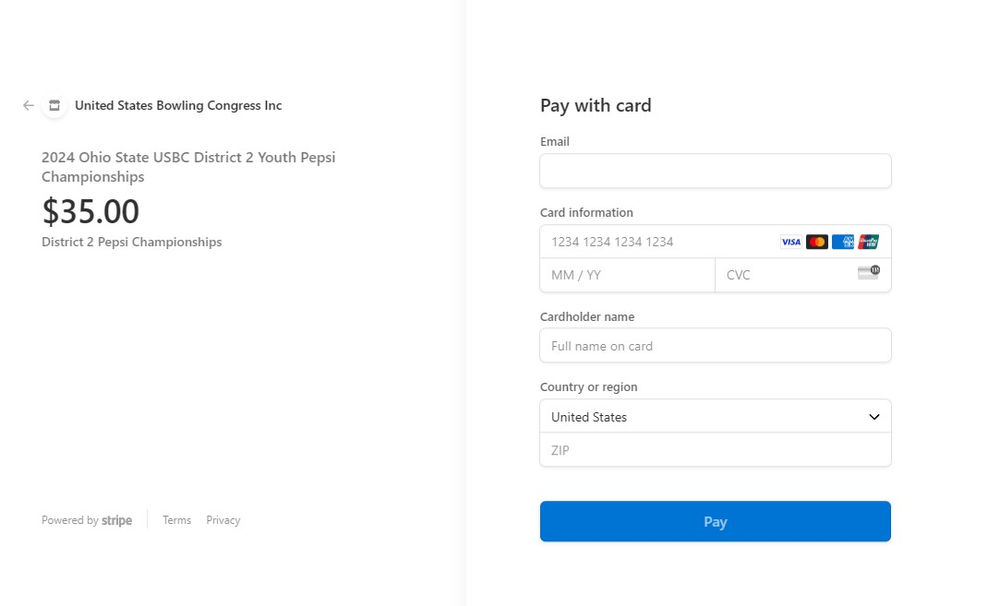 United States Bowling Congress Inc
2024 Ohio State USBC District 2 Youth Pepsi
Championships
$35.00
District 2 Pepsi Championships
Powered by stripe
Terms
Privacy
Pay with card
Email
Card information
1234 1234 1234 1234
VISA
MM / YY
CVC
Cardholder name
Full name on card
Country or region
United States
ZIP
Pay